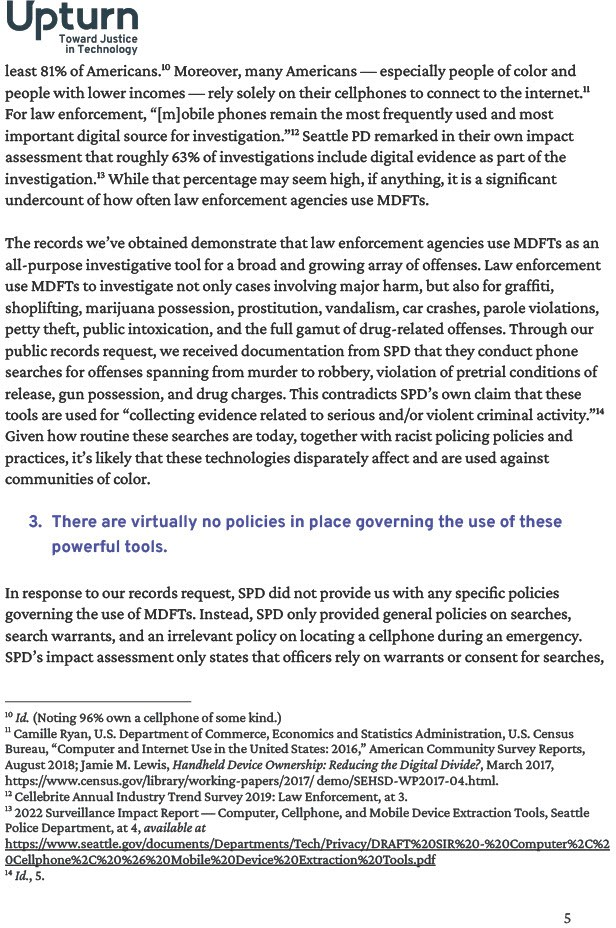 Upturn
Toward Justice
in Technology
least 81% of Americans.¹⁰ Moreover, many Americans — especially people of color and
people with lower incomes — rely solely on their cellphones to connect to the internet.¹¹
For law enforcement, “[m]obile phones remain the most frequently used and most
important digital source for investigation.”¹² Seattle PD remarked in their own impact
assessment that roughly 63% of investigations include digital evidence as part of the
investigation.¹³ While that percentage may seem high, if anything, it is a significant
undercount of how often law enforcement agencies use MDFTs.
The records we’ve obtained demonstrate that law enforcement agencies use MDFTs as an
all-purpose investigative tool for a broad and growing array of offenses. Law enforcement
use MDFTs to investigate not only cases involving major harm, but also for graffiti,
shoplifting, marijuana possession, prostitution, vandalism, car crashes, parole violations,
petty theft, public intoxication, and the full gamut of drug-related offenses. Through our
public records request, we received documentation from SPD that they conduct phone
searches for offenses spanning from murder to robbery, violation of pretrial conditions of
release, gun possession, and drug charges. This contradicts SPD’s own claim that these
tools are used for “collecting evidence related to serious and/or violent criminal activity.”¹⁴
Given how routine these searches are today, together with racist policing policies and
practices, it’s likely that these technologies disparately affect and are used against
communities of color.
3. There are virtually no policies in place governing the use of these
powerful tools.
In response to our records request, SPD did not provide us with any specific policies
governing the use of MDFTs. Instead, SPD only provided general policies on searches,
search warrants, and an irrelevant policy on locating a cellphone during an emergency.
SPD’s impact assessment only states that officers rely on warrants or consent for searches,
¹⁰ Id. (Noting 96% own a cellphone of some kind.)
¹¹ Camille Ryan, U.S. Department of Commerce, Economics and Statistics Administration, U.S. Census
Bureau, “Computer and Internet Use in the United States: 2016,” American Community Survey Reports,
August 2018; Jamie M. Lewis, Handheld Device Ownership: Reducing the Digital Divide?, March 2017,
https://www.census.gov/library/working-papers/2017/ demo/SEHSD-WP2017-04.html.
¹² Cellebrite Annual Industry Trend Survey 2019: Law Enforcement, at 3.
¹³ 2022 Surveillance Impact Report — Computer, Cellphone, and Mobile Device Extraction Tools, Seattle
Police Department, at 4, available at
https://www.seattle.gov/documents/Departments/Tech/Privacy/DRAFT%20SIR%20-%20Computer%2C%2
0Cellphone%2C%20%26%20Mobile%20Device%20Extraction%20Tools.pdf
¹⁴ Id., 5.
5